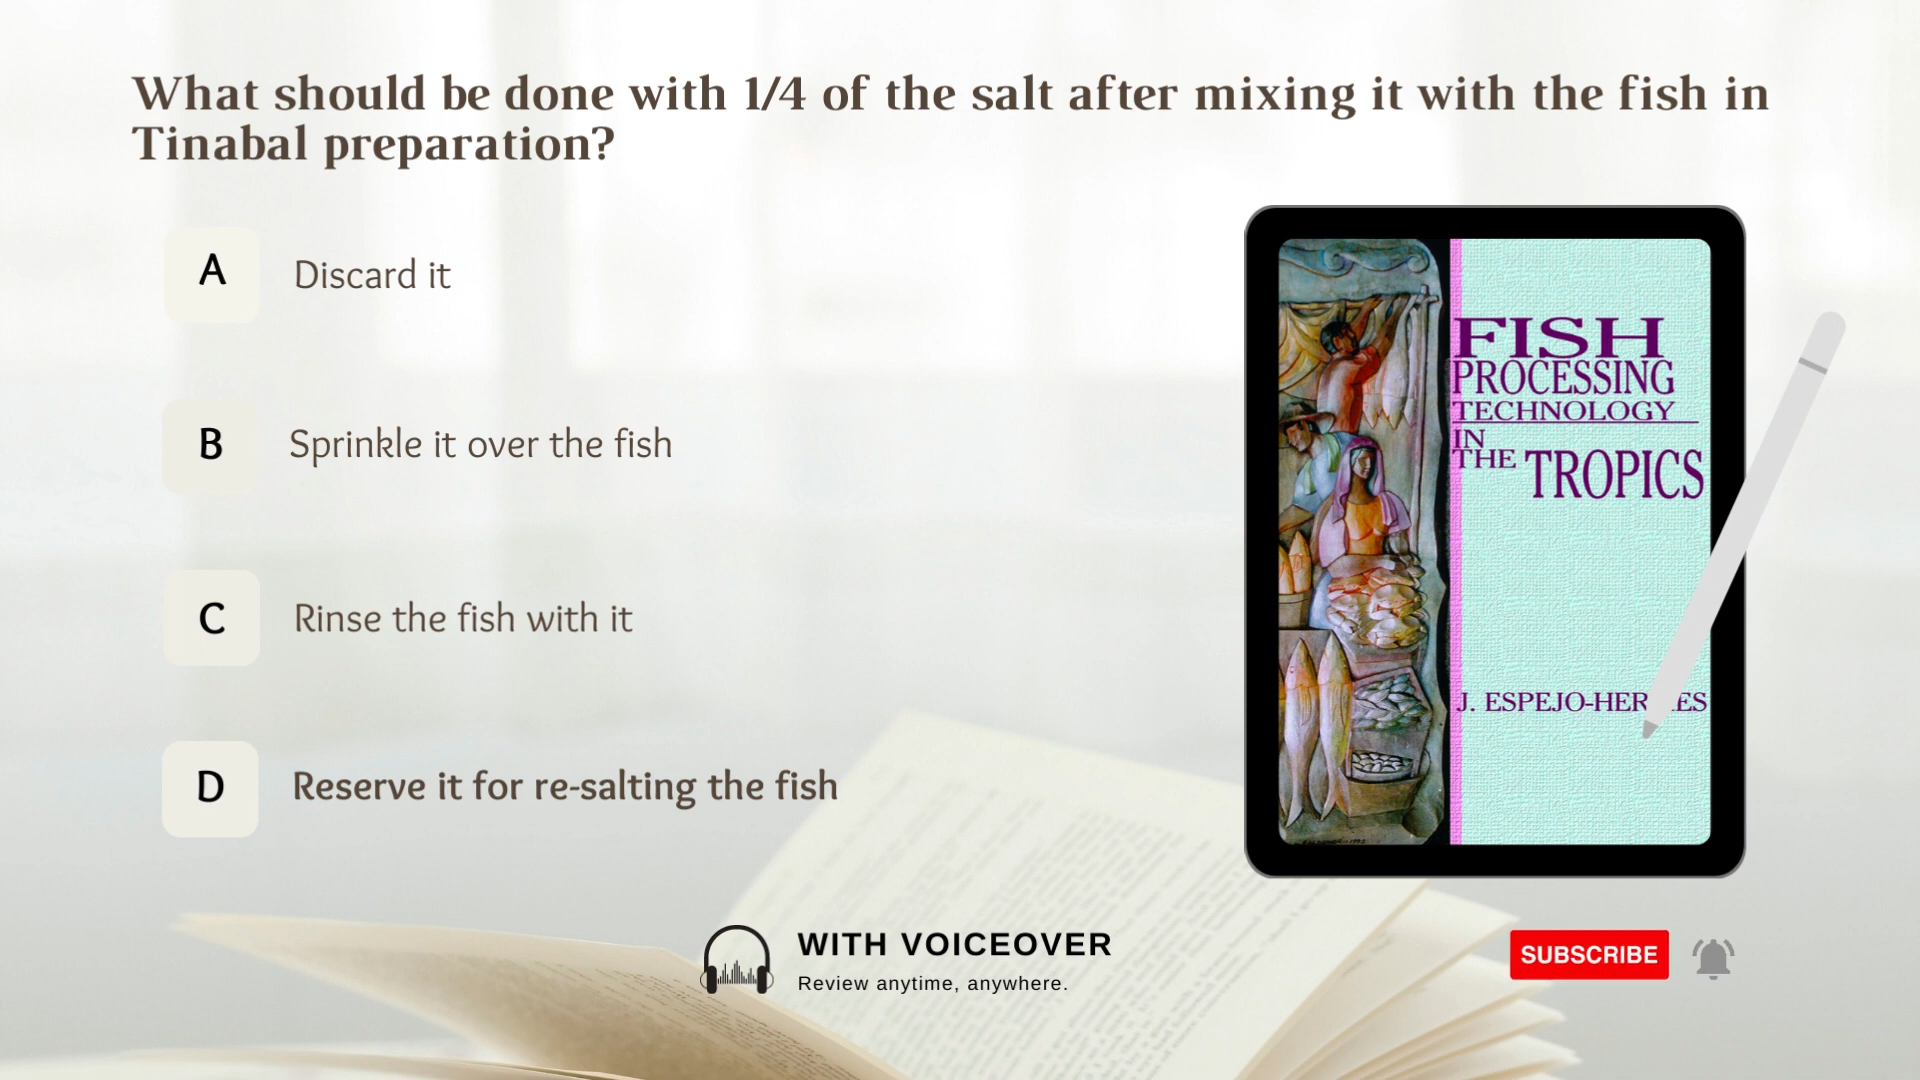 What should be done with 1/4 of the salt after mixing it with the fish in
Tinabal preparation?
A
Discard it
B
Sprinkle it over the fish
C
Rinse the fish with it
D
Reserve it for re-salting the fish
FISH
PROCESSING
TECHNOLOGY
IN
THE TROPICS
J.
WITH VOICEOVER
Review anytime, anywhere.
SUBSCRIBE